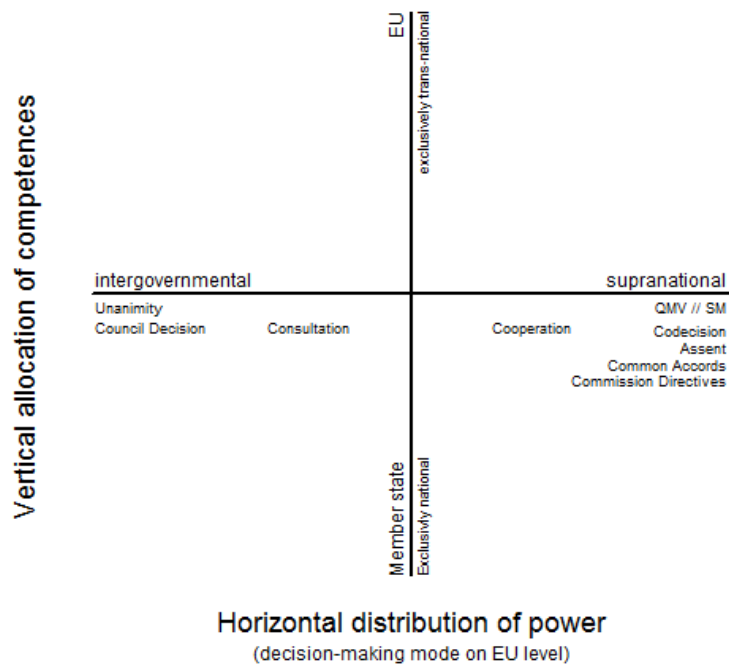 EU
exclusively trans-national
Vertical allocation of competences
intergovernmental
supranational
Unanimity
QMV // SM
Council Decision
Consultation
Cooperation
Codecision
Assent
Common Accords
Commission Directives
Member state
Exclusivly national
Horizontal distribution of power
(decision-making mode on EU level)